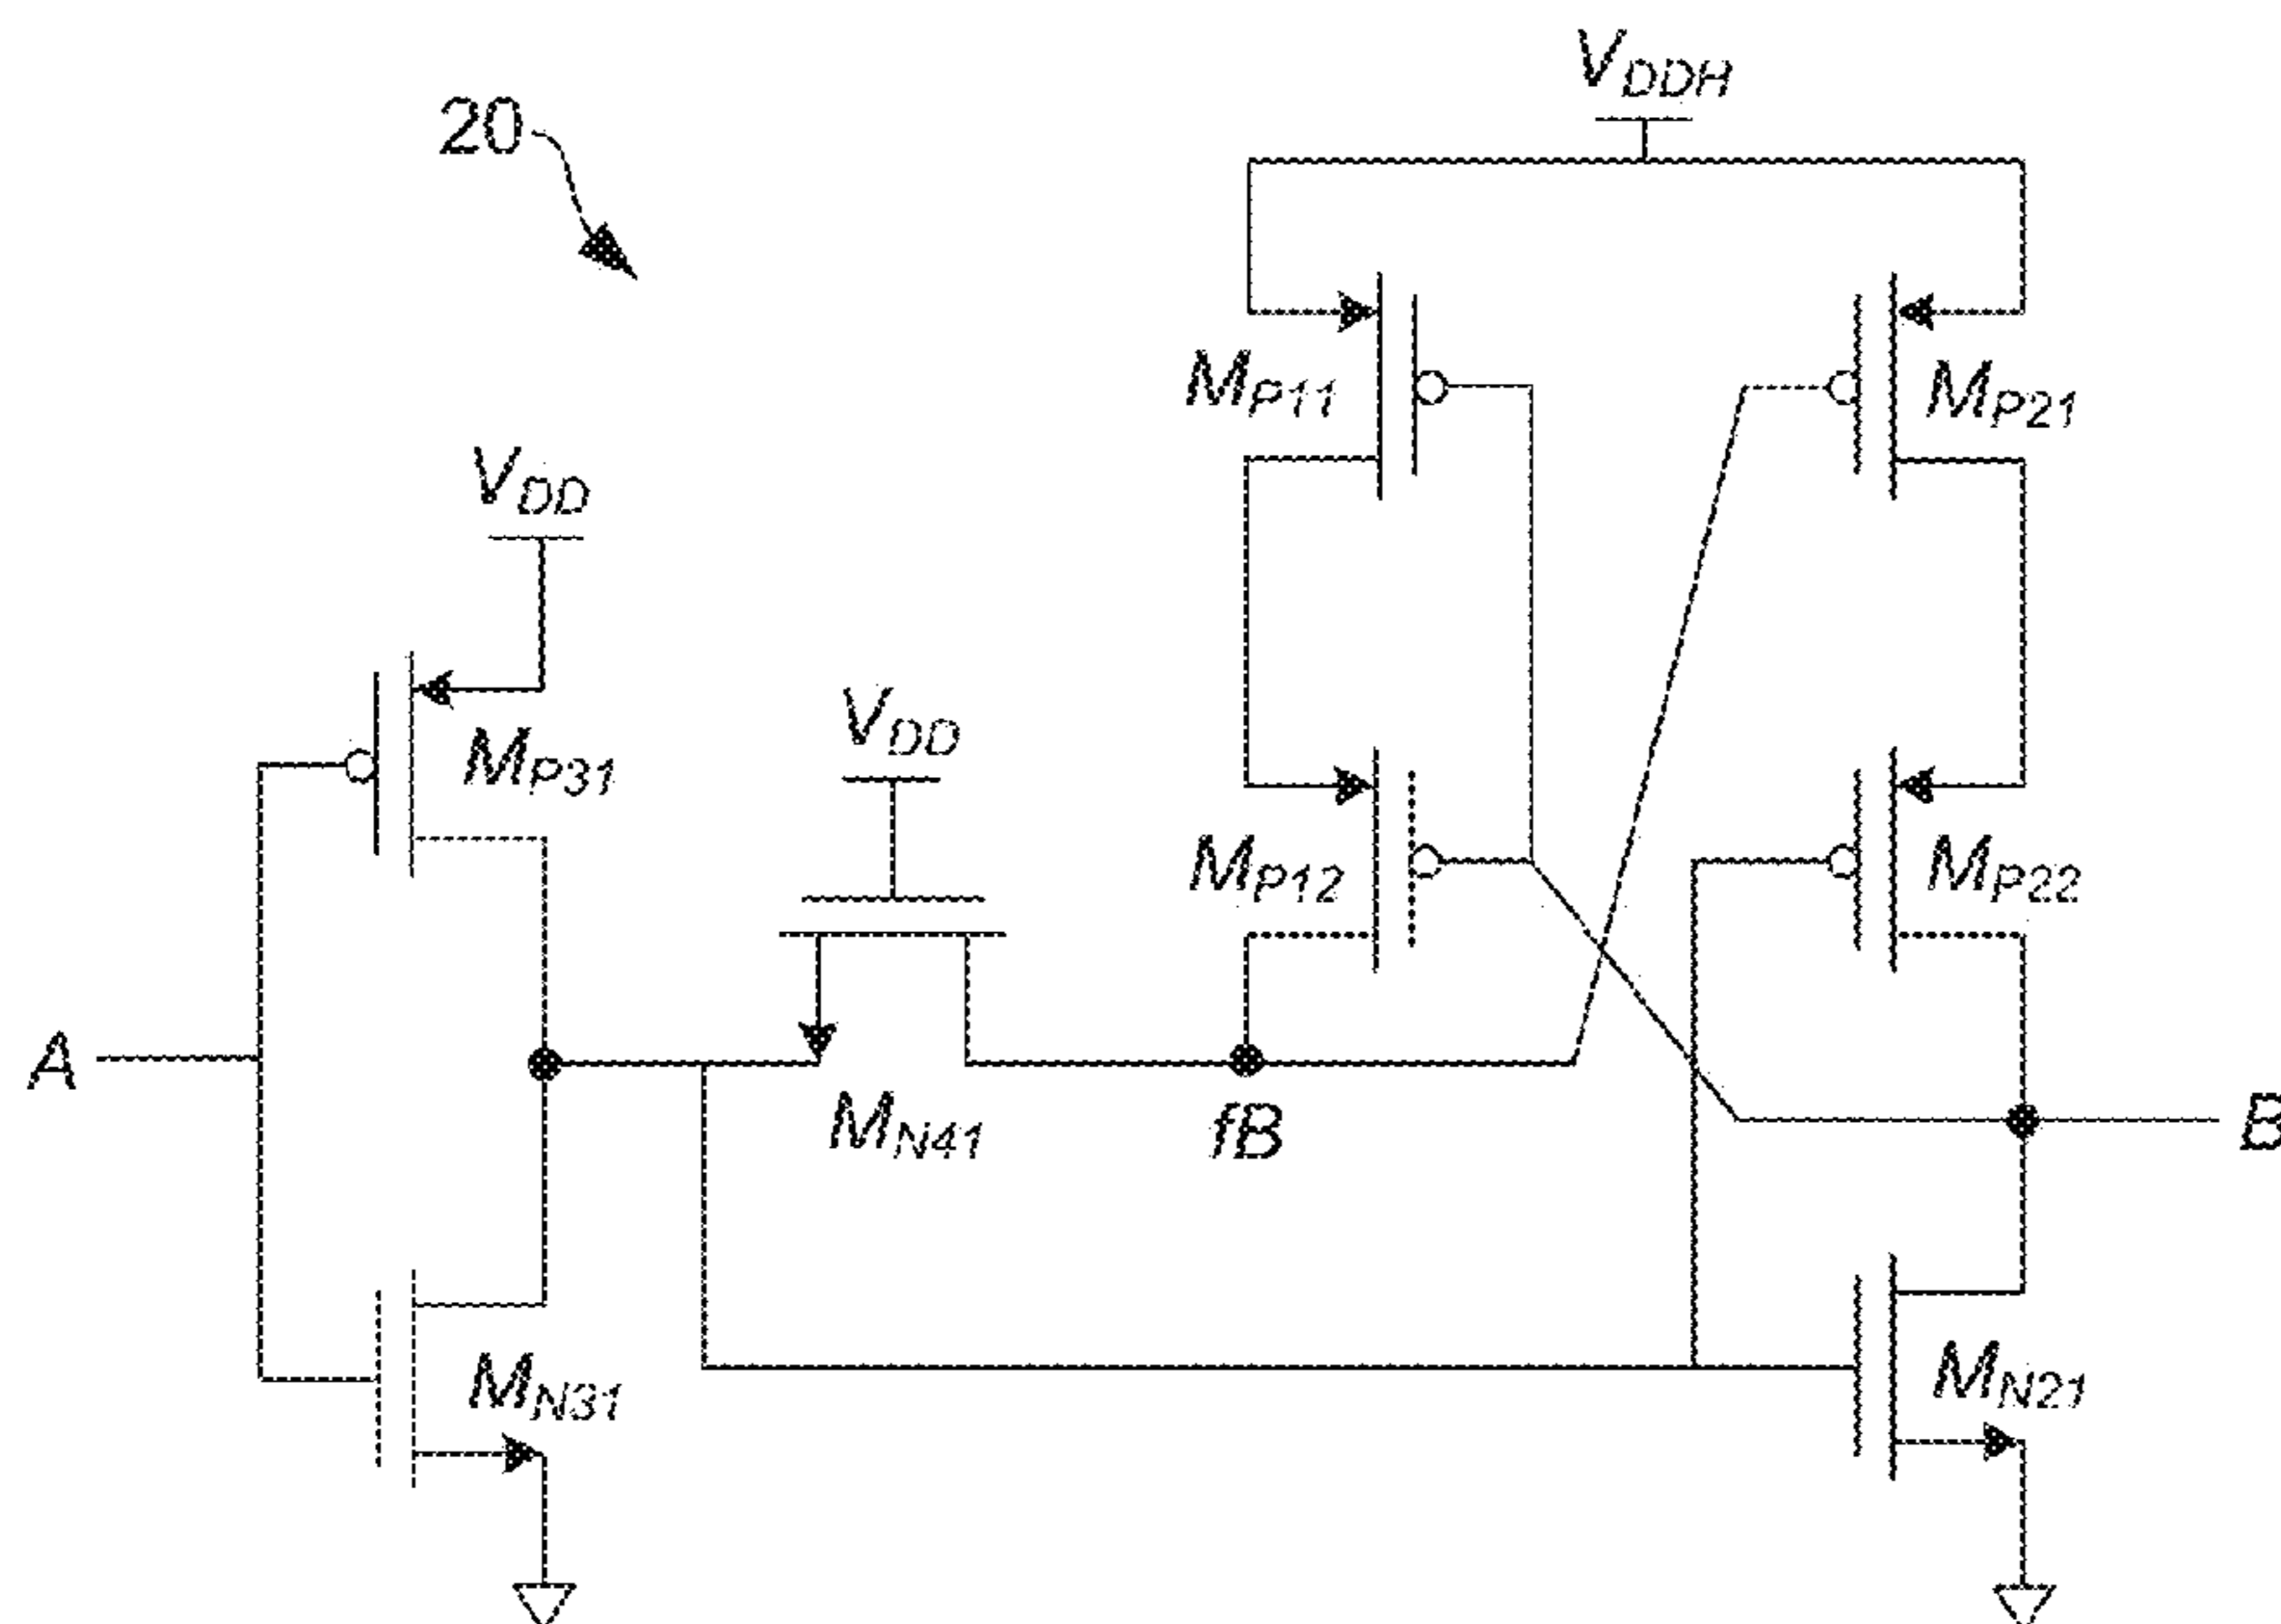 V_DDH
20
M_P11
M_P21
V_DD
V_DD
M_P31
M_P12
M_P22
A
M_N41
fB
B
M_N31
M_N21